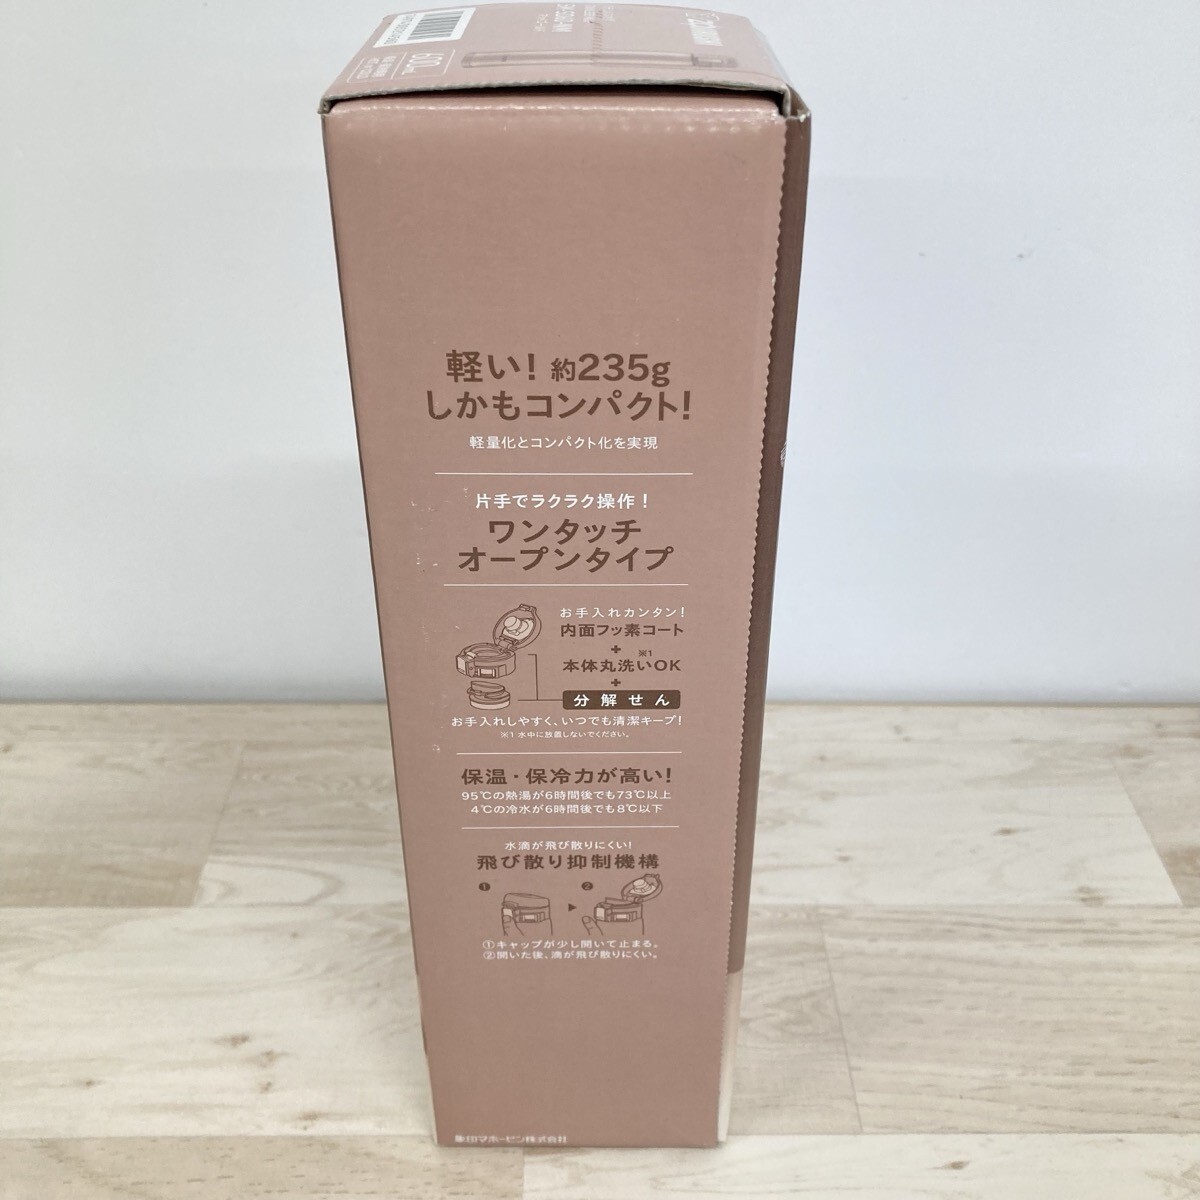 600mL
軽い! 約235g
しかもコンパクト!
軽量化とコンパクト化を実現
片手でラクラク操作!
ワンタッチ
オープンタイプ
お手入れカンタン!
内面フッ素コート
+
※1
本体丸洗いOK
+
分解せん
お手入れしやすく、いつでも清潔キープ!
※1 水中に放置しないでください。
保温・保冷力が高い!
95℃の熱湯が6時間後でも73℃以上
4℃の冷水が6時間後でも8℃以下
水滴が飛び散りにくい!
飛び散り抑制機構
① ②
①キャップが少し開いて止まる。
②開いた後、滴が飛び散りにくい。
象印マホービン株式会社